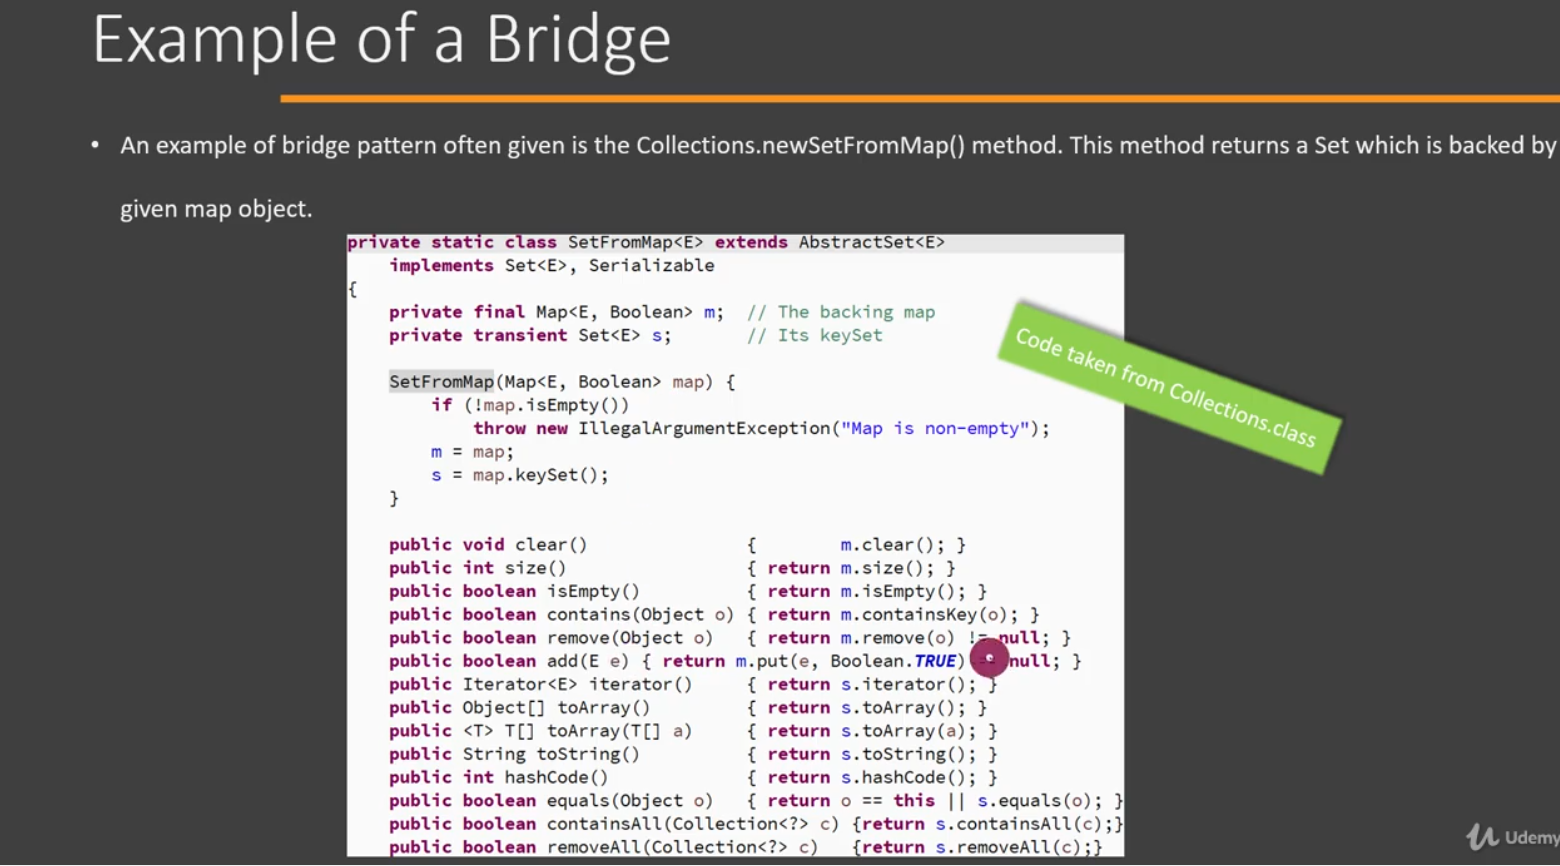 Example of a Bridge
• An example of bridge pattern often given is the Collections.newSetFromMap() method. This method returns a Set which is backed by
given map object.
private static class SetFromMap<E> extends AbstractSet<E>
    implements Set<E>, Serializable
{
    private final Map<E, Boolean> m;  // The backing map
    private transient Set<E> s;       // Its keySet
    SetFromMap(Map<E, Boolean> map) {
        if (!map.isEmpty())
            throw new IllegalArgumentException("Map is non-empty");
        m = map;
        s = map.keySet();
    }
    public void clear()               {        m.clear(); }
    public int size()                 { return m.size(); }
    public boolean isEmpty()          { return m.isEmpty(); }
    public boolean contains(Object o) { return m.containsKey(o); }
    public boolean remove(Object o)   { return m.remove(o) != null; }
    public boolean add(E e) { return m.put(e, Boolean.TRUE) null; }
    public Iterator<E> iterator()     { return s.iterator(); }
    public Object[] toArray()         { return s.toArray(); }
    public <T> T[] toArray(T[] a)     { return s.toArray(a); }
    public String toString()          { return s.toString(); }
    public int hashCode()             { return s.hashCode(); }
    public boolean equals(Object o)   { return o == this || s.equals(o); }
    public boolean containsAll(Collection<?> c) {return s.containsAll(c);}
    public boolean removeAll(Collection<?> c)   {return s.removeAll(c);}
Code taken from Collections.class
Udemy